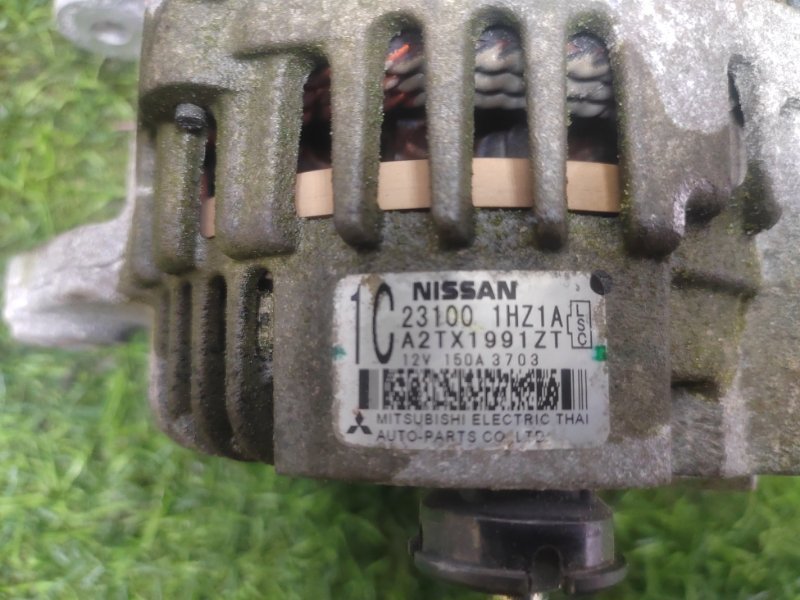 1C
NISSAN
23100 1HZ1A
A2TX1991ZT
LSC
12V 150A 3703
MITSUBISHI ELECTRIC THAI
AUTO-PARTS CO.,LTD.